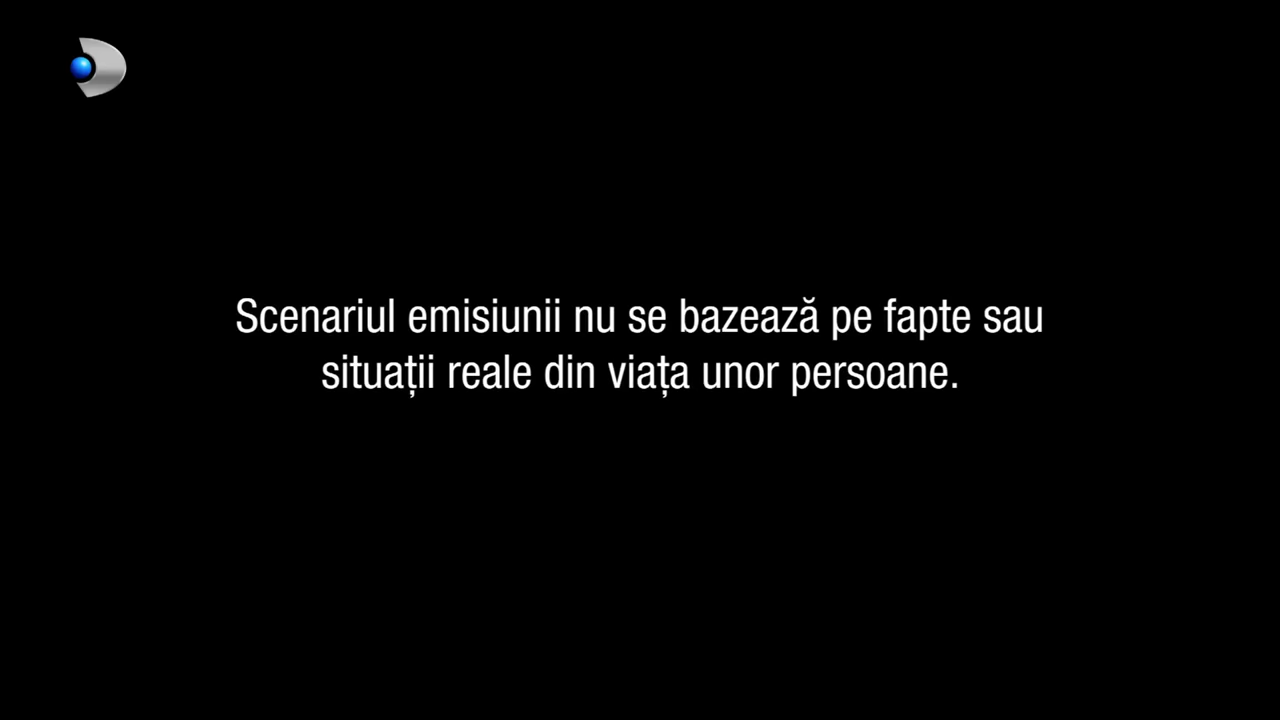 Scenariul emisiunii nu se bazează pe fapte sau
situații reale din viața unor persoane.